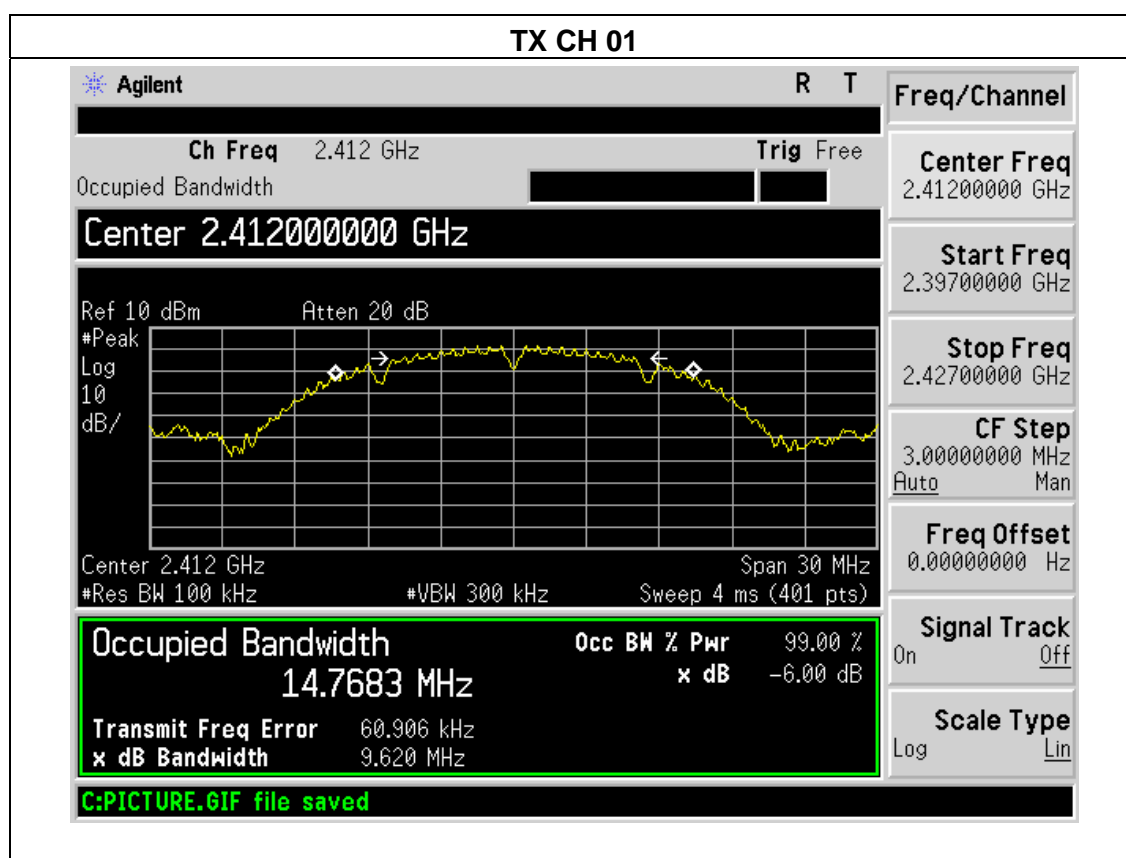 TX CH 01
Agilent R T
Ch Freq 2.412 GHz Trig Free
Occupied Bandwidth
Center 2.412000000 GHz
Ref 10 dBm Atten 20 dB
#Peak
Log
10
dB/
Center 2.412 GHz Span 30 MHz
#Res BW 100 kHz #VBW 300 kHz Sweep 4 ms (401 pts)
Occupied Bandwidth Occ BW % Pwr 99.00 %
14.7683 MHz x dB -6.00 dB
Transmit Freq Error 60.906 kHz
x dB Bandwidth 9.620 MHz
C:PICTURE.GIF file saved
Freq/Channel
Center Freq
2.41200000 GHz
Start Freq
2.39700000 GHz
Stop Freq
2.42700000 GHz
CF Step
3.00000000 MHz
Auto Man
Freq Offset
0.00000000 Hz
Signal Track
On Off
Scale Type
Log Lin